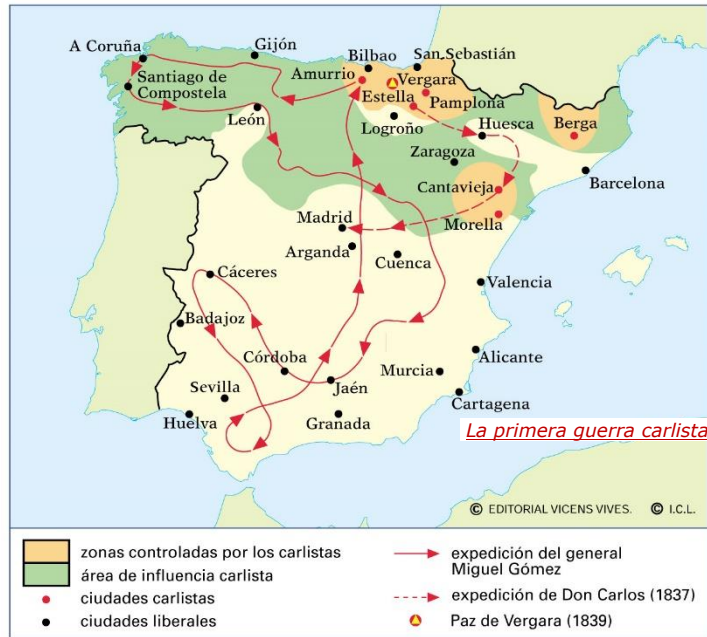 A Coruña
Gijón
Bilbao
San Sebastián
Santiago de
Compostela
Amurrio
Vergara
Estella
Pamplona
León
Logroño
Huesca
Berga
Zaragoza
Barcelona
Cantavieja
Madrid
Morella
Arganda
Cuenca
Cáceres
Valencia
Badajoz
Córdoba
Murcia
Alicante
Sevilla
Jaén
Cartagena
Huelva
Granada
La primera guerra carlista
© EDITORIAL VICENS VIVES. © I.C.L.
zonas controladas por los carlistas
área de influencia carlista
ciudades carlistas
ciudades liberales
expedición del general
Miguel Gómez
expedición de Don Carlos (1837)
Paz de Vergara (1839)